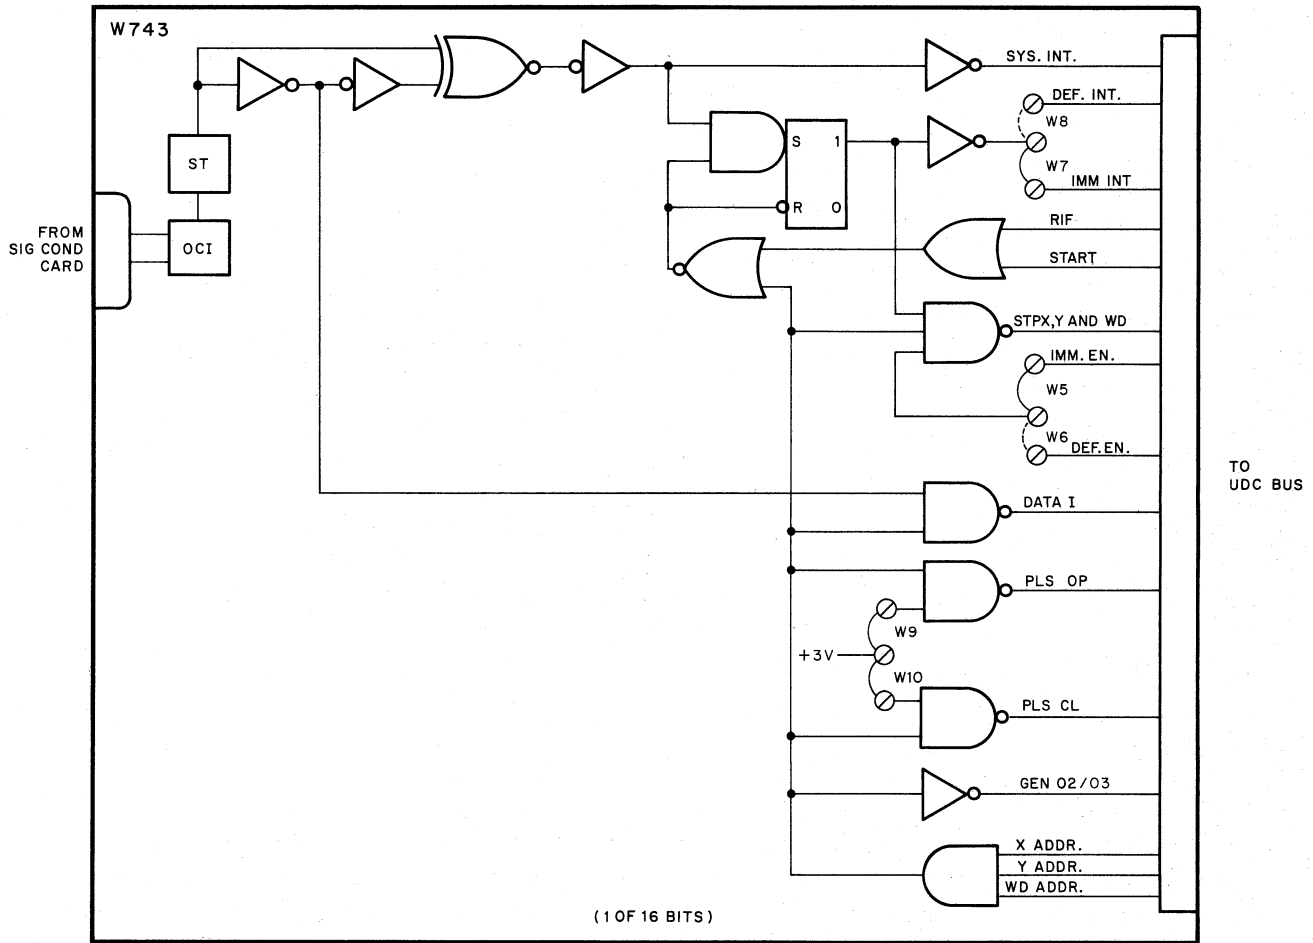 W743
SYS. INT.
DEF. INT.
W8
W7
IMM INT
S 1
R O
ST
OCI
FROM
SIG COND
CARD
RIF
START
STPX,Y AND WD
IMM. EN.
W5
W6
DEF. EN.
TO
UDC BUS
DATA I
PLS OP
W9
+3V
W10
PLS CL
GEN 02/03
X ADDR.
Y ADDR.
WD ADDR.
(1 OF 16 BITS)